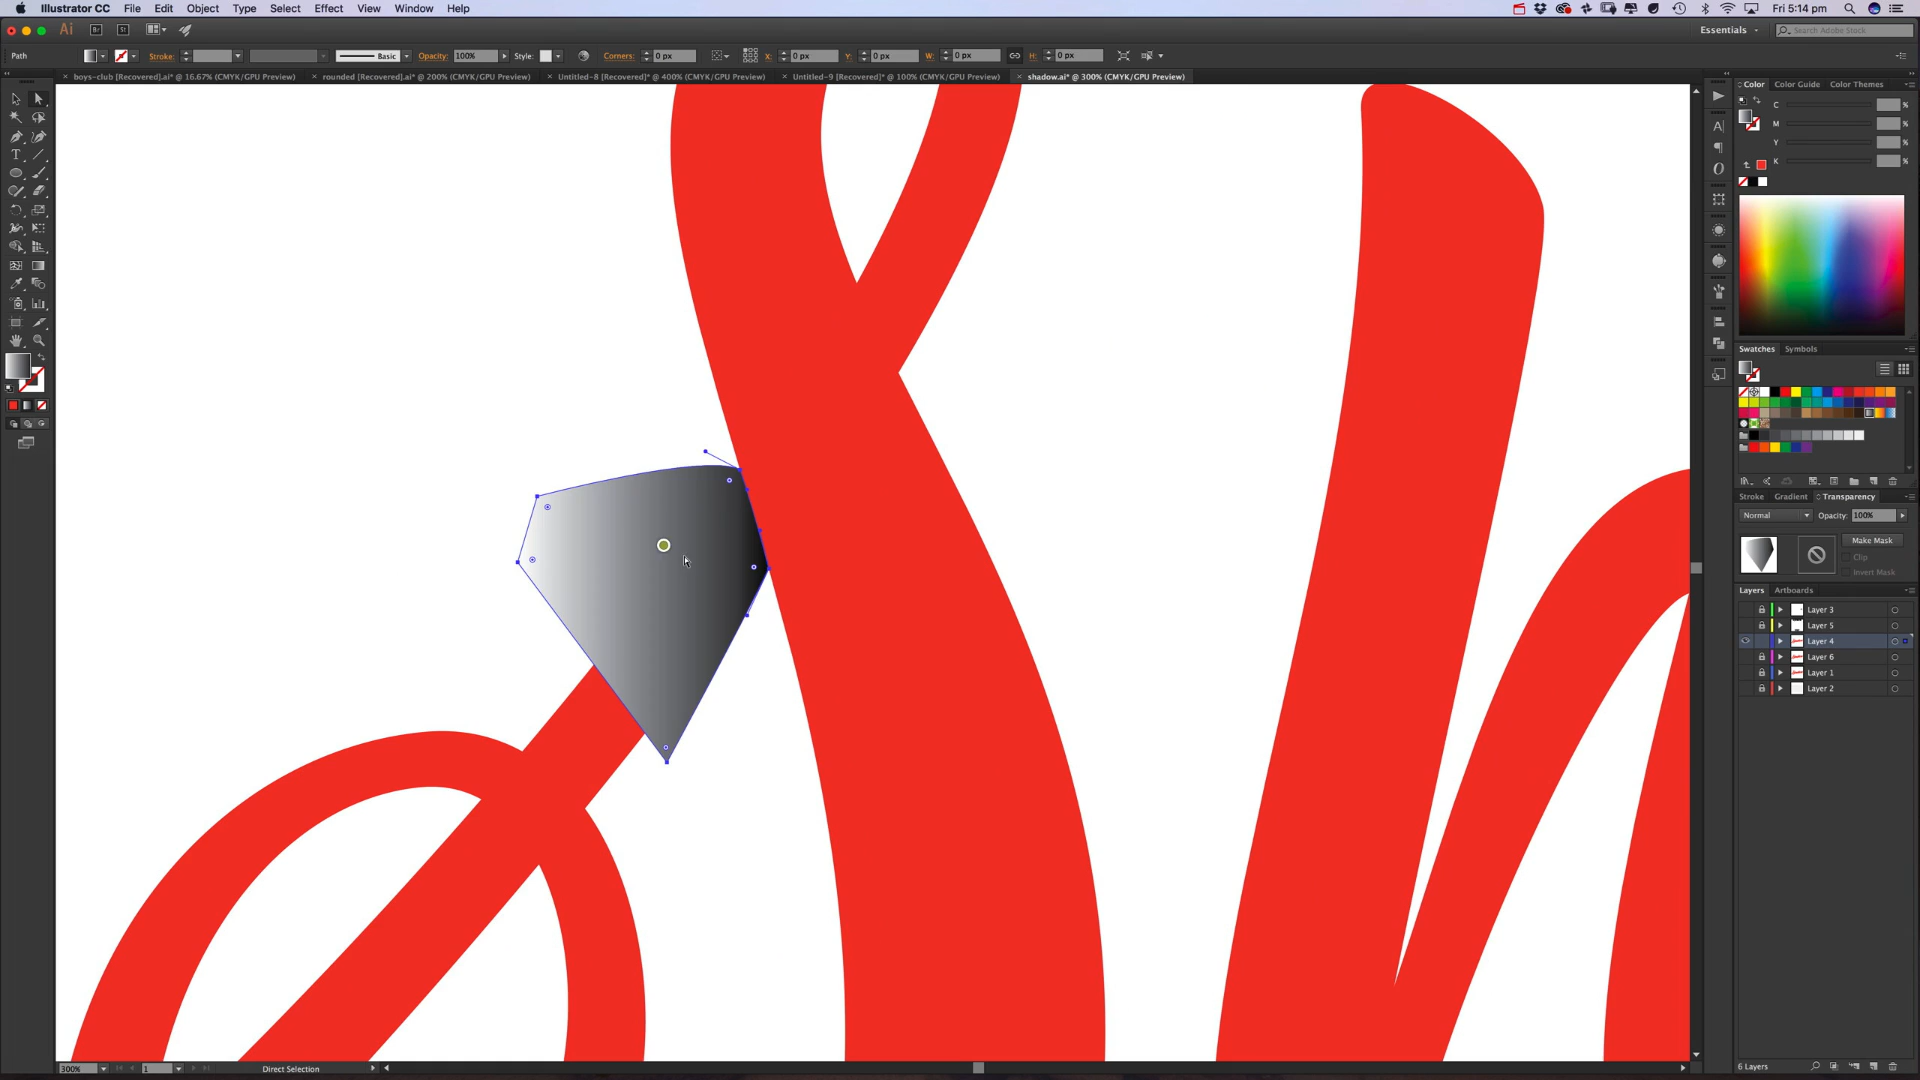 Illustrator CC File Edit Object Type Select Effect View Window Help Fri 5:14 pm
Ai Br St Essentials Search Adobe Stock
Path Stroke: Basic Opacity: 100% Style: Corners: 0 px X: 0 px Y: 0 px W: 0 px H: 0 px
boys-club [Recovered].ai* @ 16.67% (CMYK/GPU Preview) rounded [Recovered].ai* @ 200% (CMYK/GPU Preview) Untitled-8 [Recovered]* @ 400% (CMYK/GPU Preview) Untitled-9 [Recovered]* @ 100% (CMYK/GPU Preview) shadow.ai* @ 300% (CMYK/GPU Preview)
Color Color Guide Color Themes
C %
M %
Y %
K %
Swatches Symbols
Stroke Gradient Transparency
Normal Opacity: 100%
Make Mask
Clip
Invert Mask
Layers Artboards
Layer 3
Layer 5
Layer 4
Layer 6
Layer 1
Layer 2
6 Layers
300% 1 Direct Selection